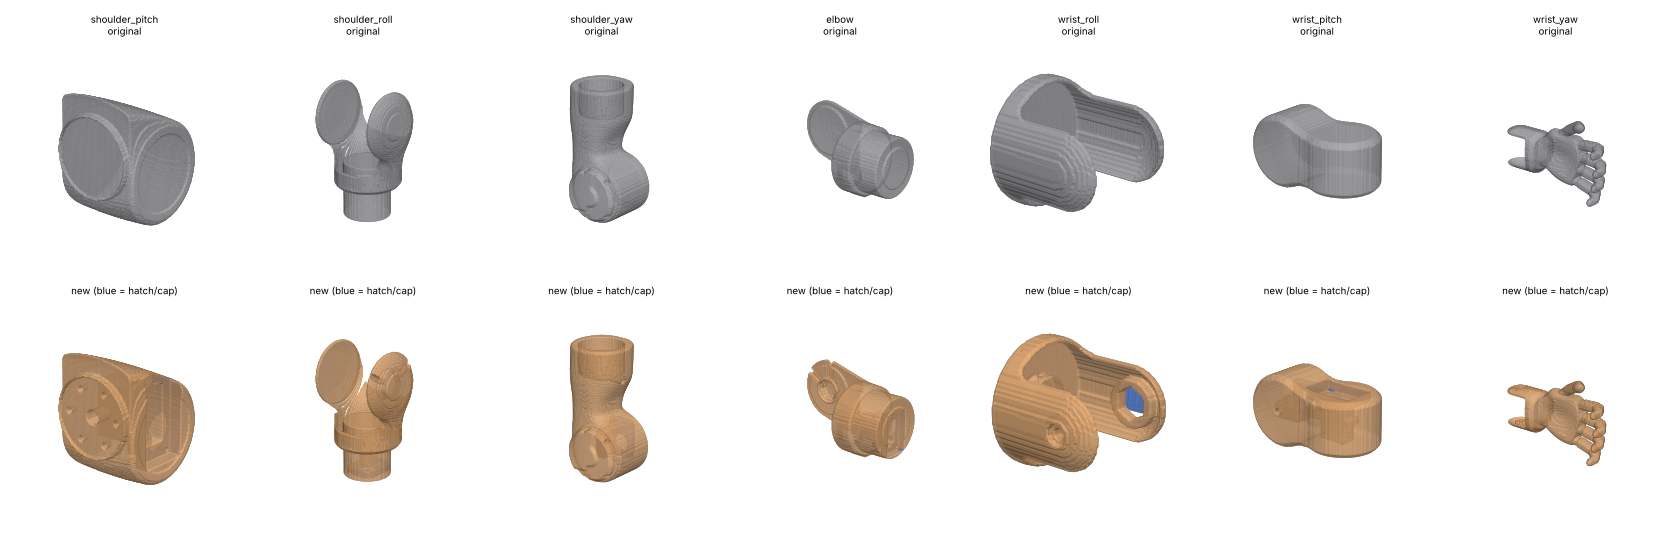 shoulder_pitch
original
shoulder_roll
original
shoulder_yaw
original
elbow
original
wrist_roll
original
wrist_pitch
original
wrist_yaw
original
new (blue = hatch/cap)
new (blue = hatch/cap)
new (blue = hatch/cap)
new (blue = hatch/cap)
new (blue = hatch/cap)
new (blue = hatch/cap)
new (blue = hatch/cap)